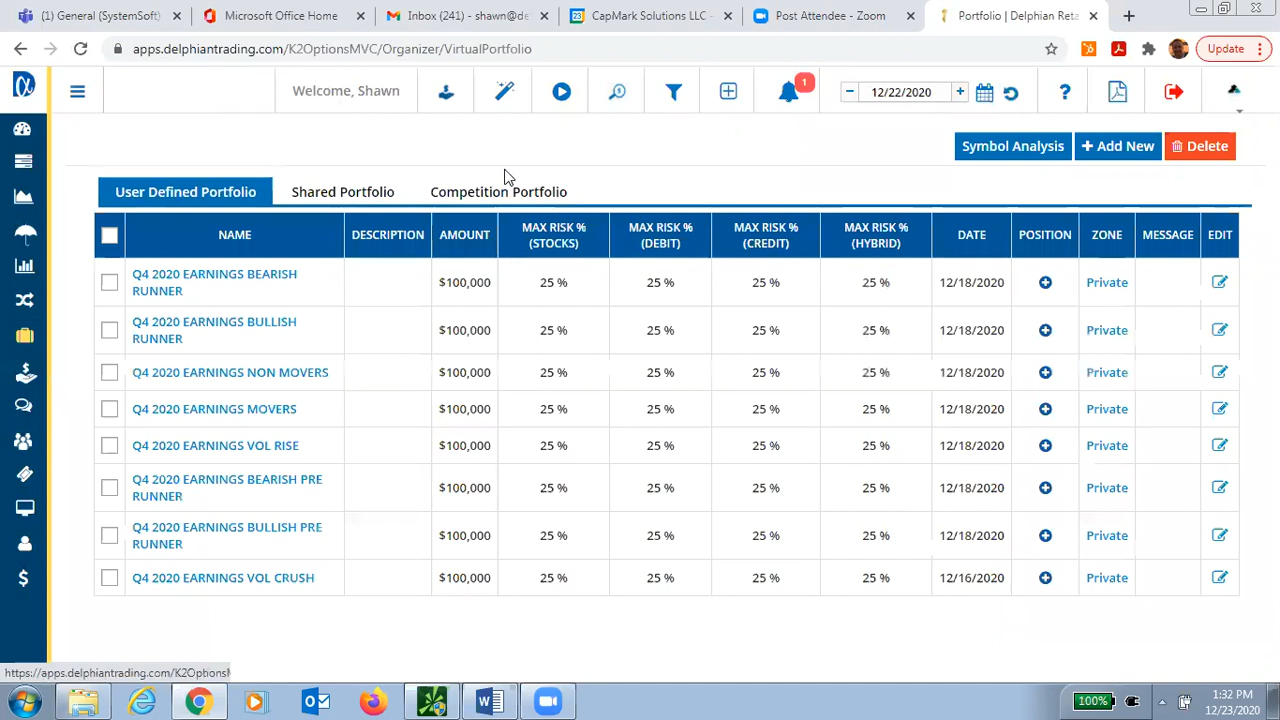 (1) General (SystemSoft
Microsoft Office Home
Inbox (241) - shawn@de
CapMark Solutions LLC -
Post Attendee - Zoom
Portfolio | Delphian Reta
apps.delphiantrading.com/K2OptionsMVC/Organizer/VirtualPortfolio
Update
Welcome, Shawn
1
12/22/2020
Symbol Analysis
Add New
Delete
User Defined Portfolio
Shared Portfolio
Competition Portfolio
NAME DESCRIPTION AMOUNT MAX RISK % (STOCKS) MAX RISK % (DEBIT) MAX RISK % (CREDIT) MAX RISK % (HYBRID) DATE POSITION ZONE MESSAGE EDIT
Q4 2020 EARNINGS BEARISH RUNNER $100,000 25 % 25 % 25 % 25 % 12/18/2020 Private
Q4 2020 EARNINGS BULLISH RUNNER $100,000 25 % 25 % 25 % 25 % 12/18/2020 Private
Q4 2020 EARNINGS NON MOVERS $100,000 25 % 25 % 25 % 25 % 12/18/2020 Private
Q4 2020 EARNINGS MOVERS $100,000 25 % 25 % 25 % 25 % 12/18/2020 Private
Q4 2020 EARNINGS VOL RISE $100,000 25 % 25 % 25 % 25 % 12/18/2020 Private
Q4 2020 EARNINGS BEARISH PRE RUNNER $100,000 25 % 25 % 25 % 25 % 12/18/2020 Private
Q4 2020 EARNINGS BULLISH PRE RUNNER $100,000 25 % 25 % 25 % 25 % 12/18/2020 Private
Q4 2020 EARNINGS VOL CRUSH $100,000 25 % 25 % 25 % 25 % 12/16/2020 Private
https://apps.delphiantrading.com/K2OptionsM
100%
1:32 PM
12/23/2020